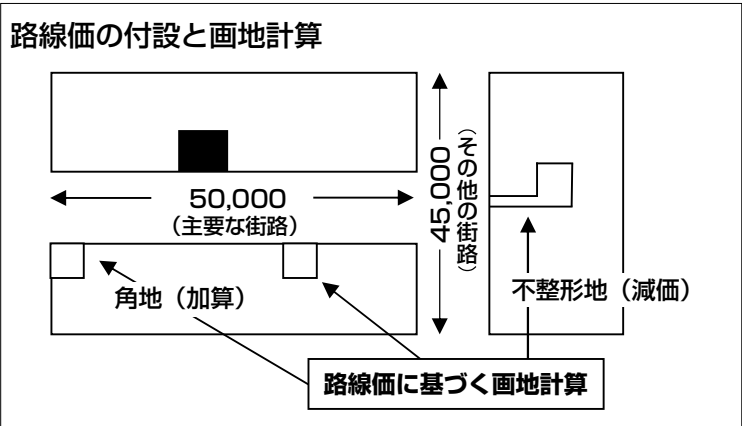 路線価の付設と画地計算
50,000
(主要な街路)
45,000
(その他の街路)
角地(加算)
不整形地(減価)
路線価に基づく画地計算